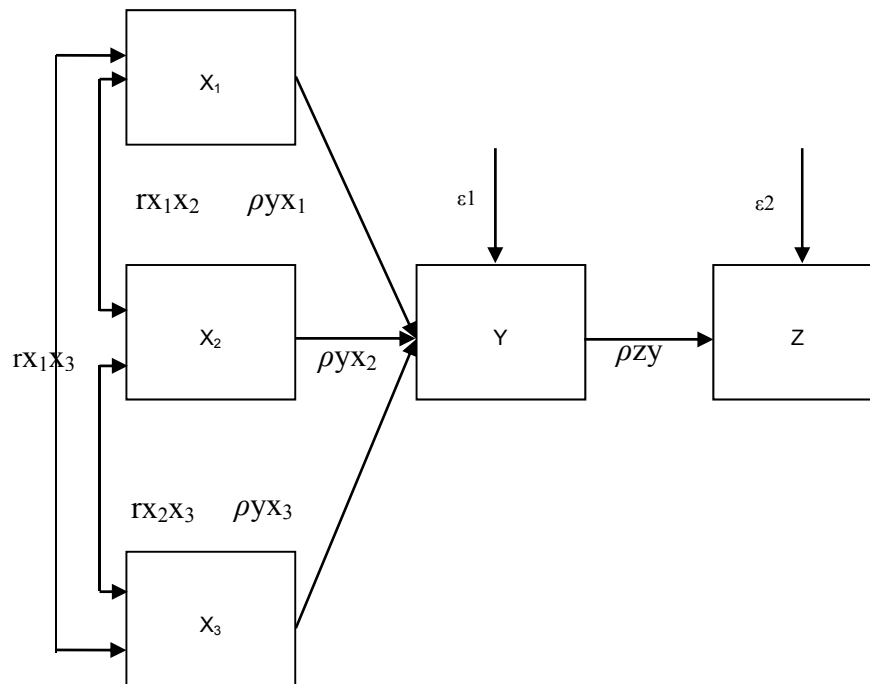 X₁
rx₁x₂ ρyx₁
ε1
ε2
X₂
Y
Z
rx₁x₃
ρyx₂
ρzy
rx₂x₃ ρyx₃
X₃